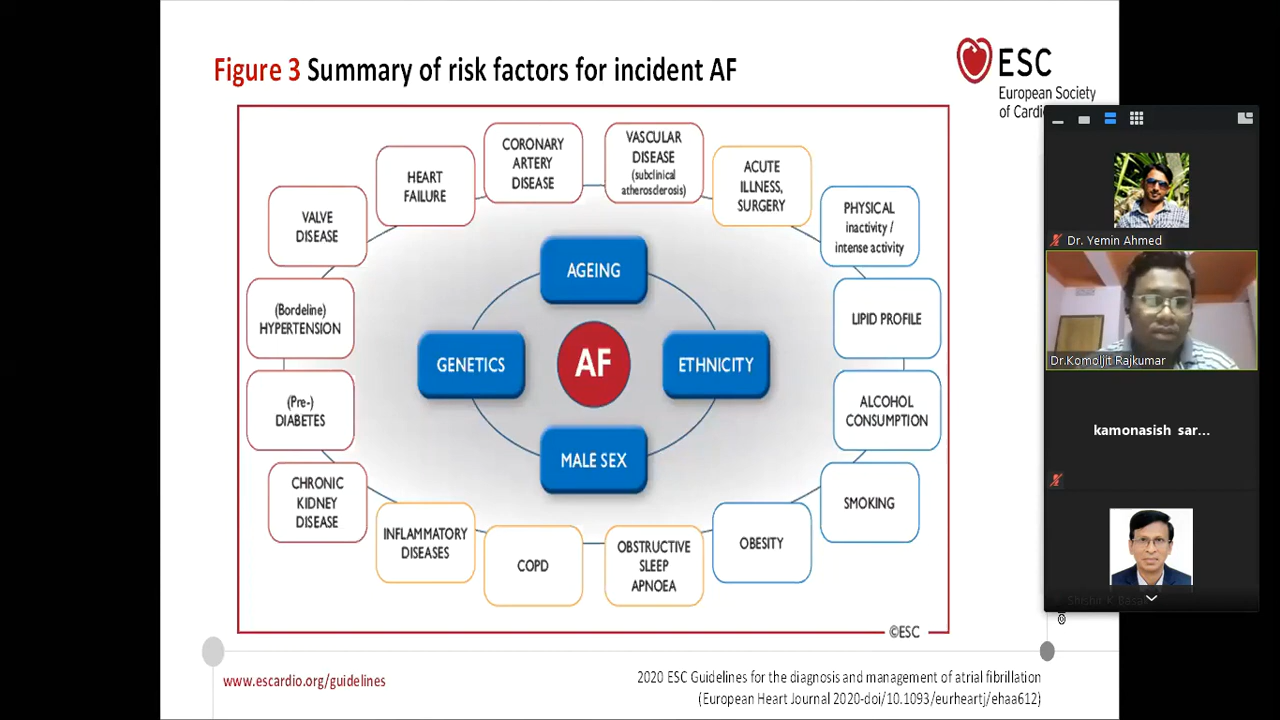 Figure 3 Summary of risk factors for incident AF
ESC
European Society
of Cardio
CORONARY
ARTERY
DISEASE
VASCULAR
DISEASE
(subclinical
atherosclerosis)
HEART
FAILURE
ACUTE
ILLNESS,
SURGERY
VALVE
DISEASE
PHYSICAL
inactivity /
intense activity
AGEING
(Bordeline)
HYPERTENSION
LIPID PROFILE
GENETICS
AF
ETHNICITY
(Pre-)
DIABETES
ALCOHOL
CONSUMPTION
MALE SEX
CHRONIC
KIDNEY
DISEASE
SMOKING
INFLAMMATORY
DISEASES
COPD
OBSTRUCTIVE
SLEEP
APNOEA
OBESITY
©ESC
www.escardio.org/guidelines
2020 ESC Guidelines for the diagnosis and management of atrial fibrillation
(European Heart Journal 2020-doi/10.1093/eurheartj/ehaa612)
Dr. Yemin Ahmed
Dr.Komoljit Rajkumar
kamonasish sar...